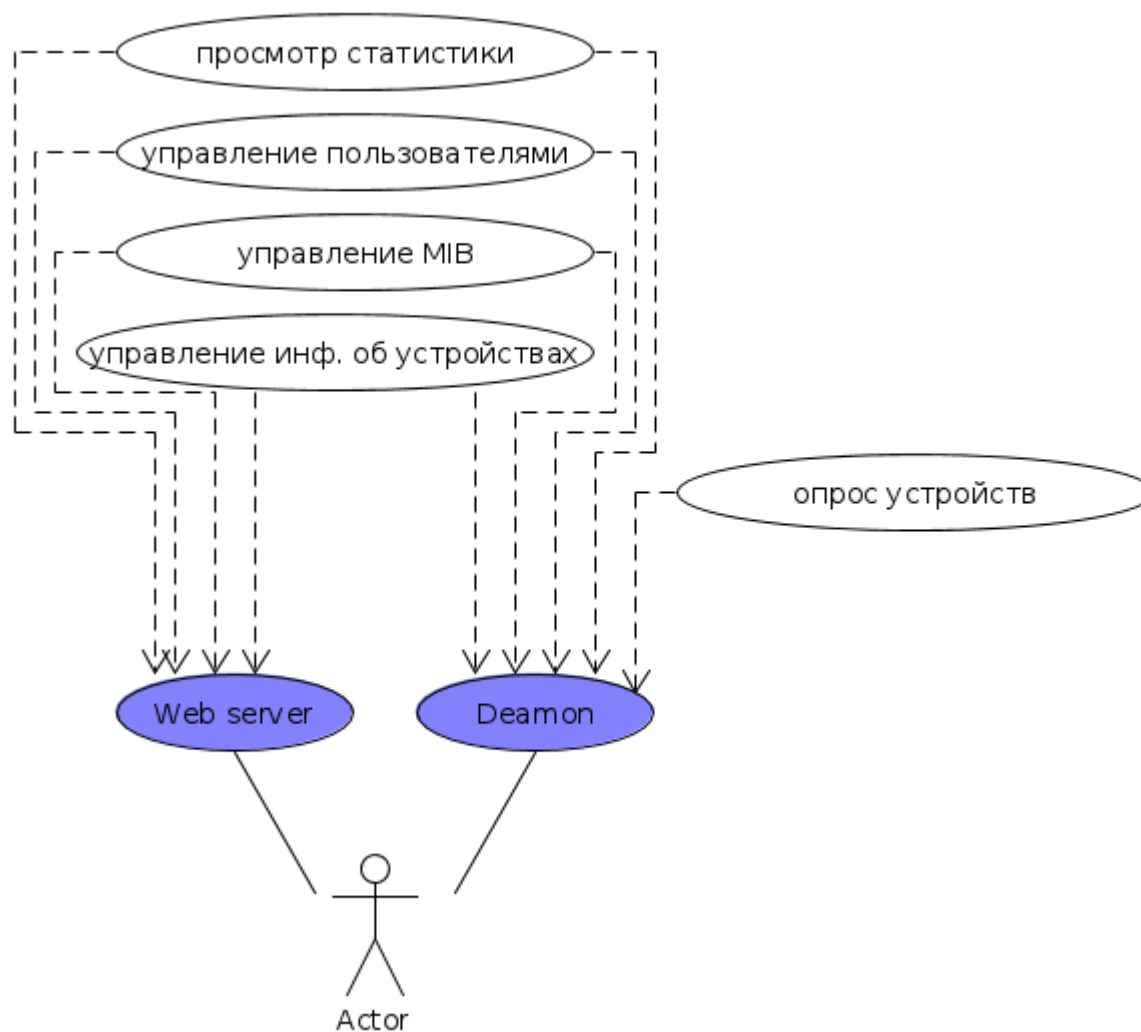 просмотр статистики
управление пользователями
управление MIB
управление инф. об устройствах
опрос устройств
Web server
Deamon
Actor